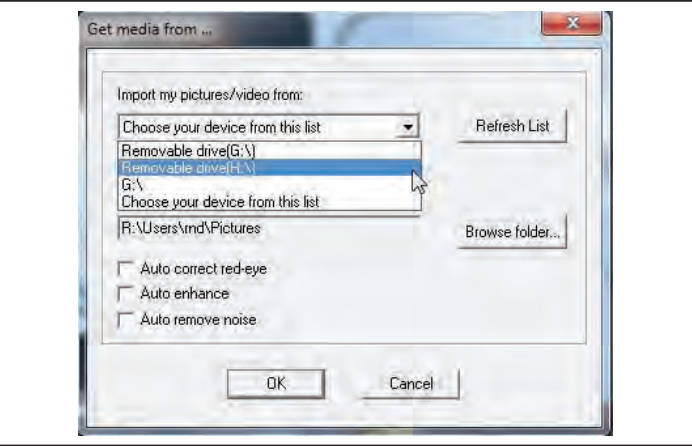 Get media from ...
Import my pictures/video from:
Choose your device from this list
Refresh List
Removable drive(G:\)
Removable drive(H:\)
G:\
Choose your device from this list
R:\Users\rnd\Pictures
Browse folder...
Auto correct red-eye
Auto enhance
Auto remove noise
OK
Cancel